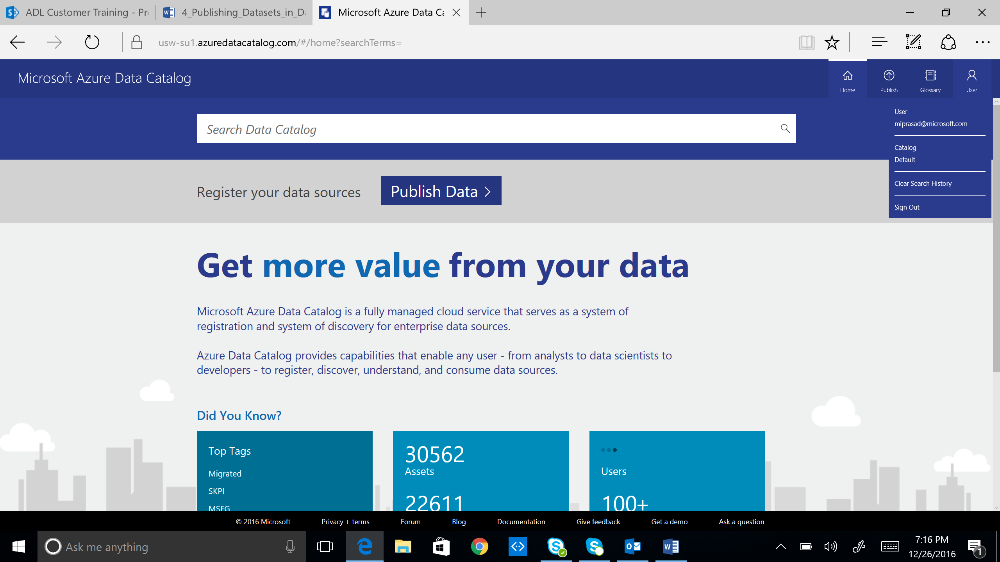 ADL Customer Training - Pr
4_Publishing_Datasets_in_Da
Microsoft Azure Data Ca
usw-su1.azuredatacatalog.com/#/home?searchTerms=
Microsoft Azure Data Catalog
Home
Publish
Glossary
User
Search Data Catalog
User
miprasad@microsoft.com
Catalog
Default
Clear Search History
Sign Out
Register your data sources
Publish Data
Get more value from your data
Microsoft Azure Data Catalog is a fully managed cloud service that serves as a system of
registration and system of discovery for enterprise data sources.
Azure Data Catalog provides capabilities that enable any user - from analysts to data scientists to
developers - to register, discover, understand, and consume data sources.
Did You Know?
Top Tags
Migrated
SKPI
MSEG
30562
Assets
22611
Users
100+
© 2016 Microsoft
Privacy + terms
Forum
Blog
Documentation
Give feedback
Get a demo
Ask a question
Ask me anything
7:16 PM
12/26/2016
1